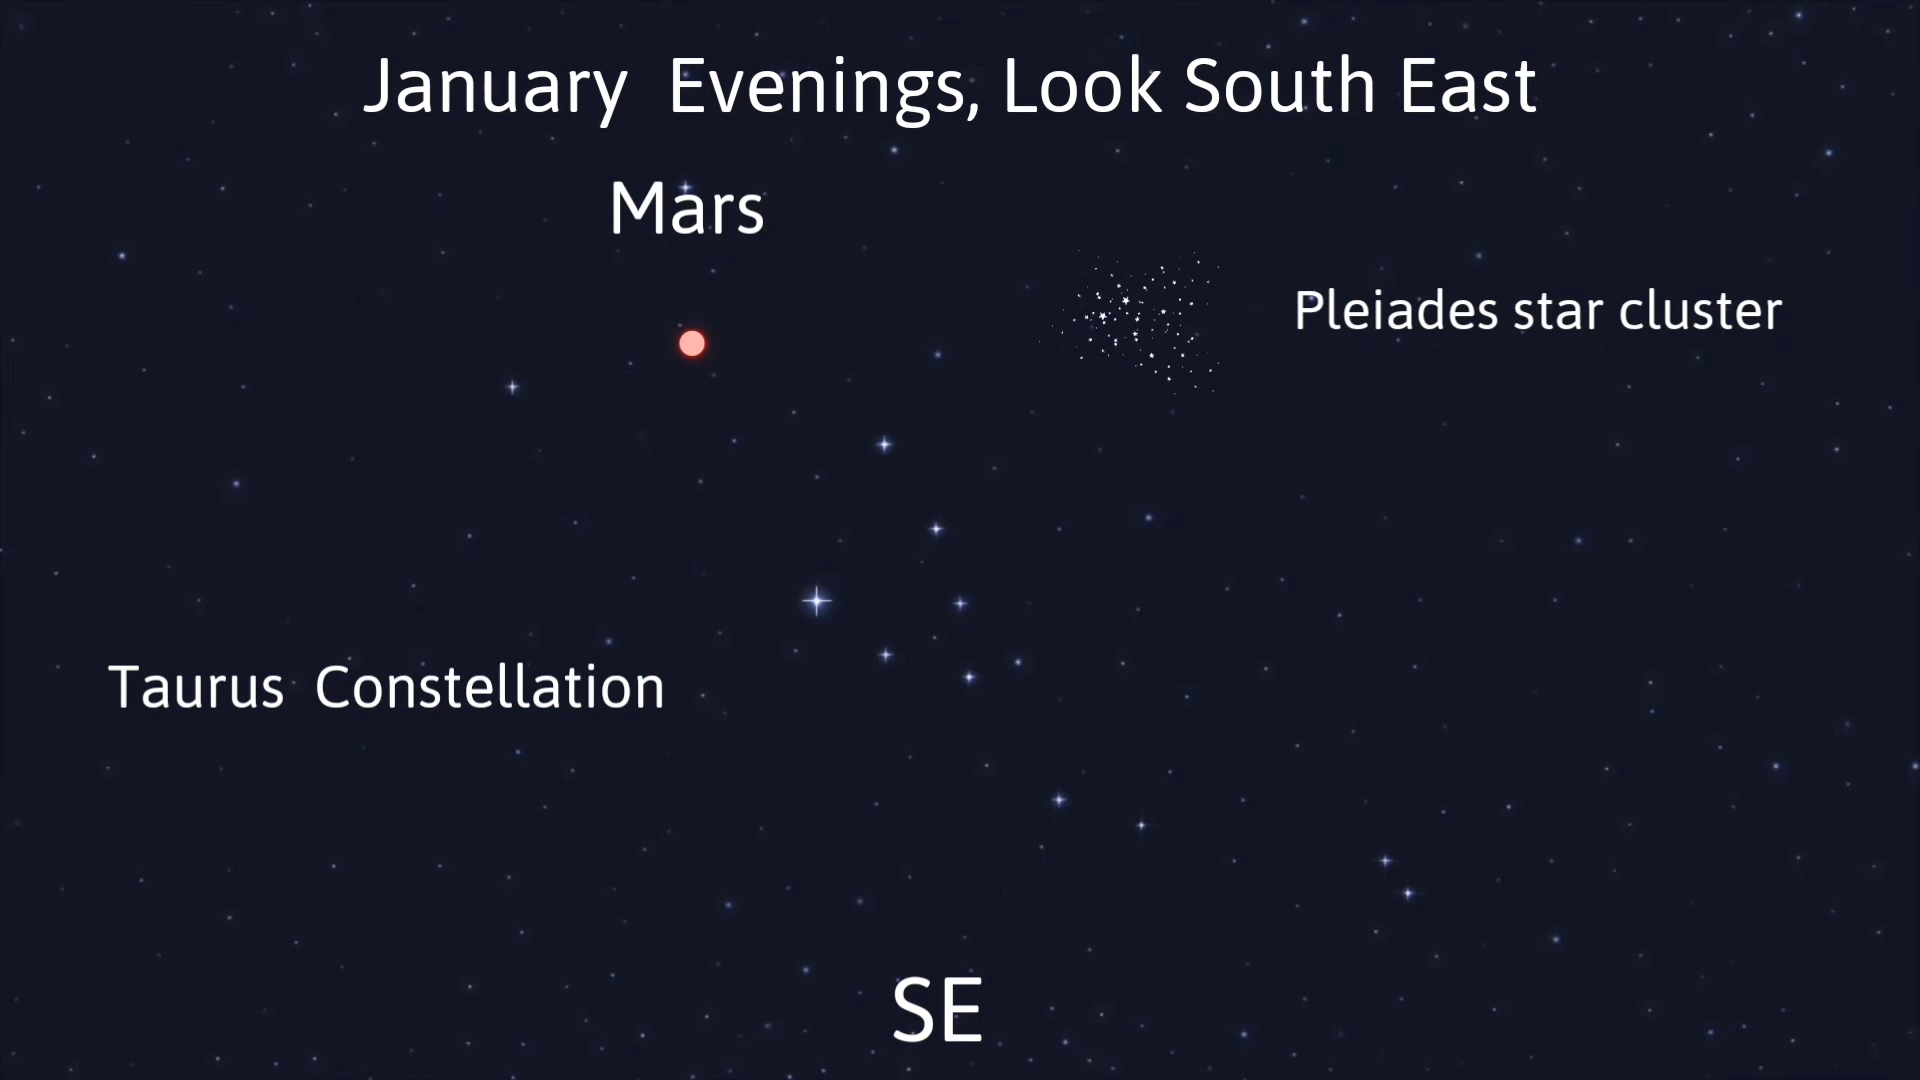 January  Evenings, Look South East
Mars
Pleiades star cluster
Taurus  Constellation
SE